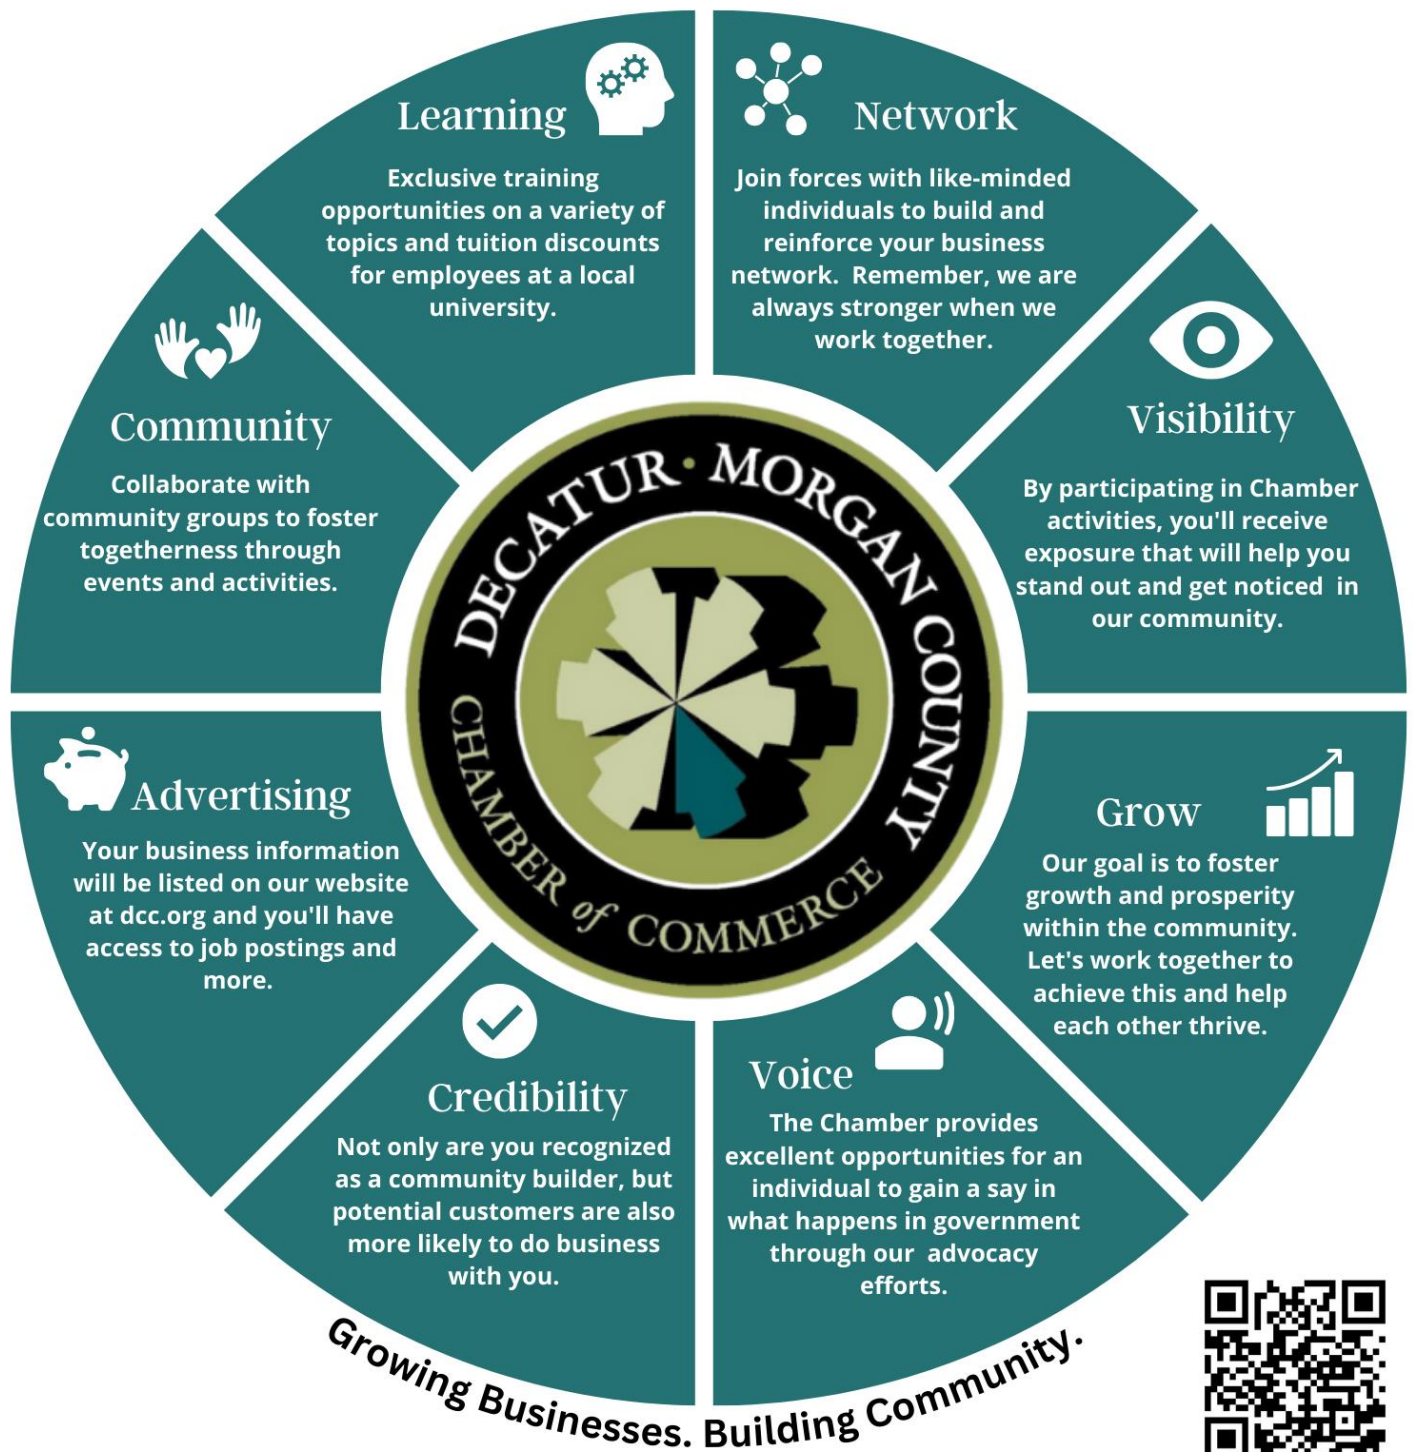 Learning
Exclusive training
opportunities on a variety of
topics and tuition discounts
for employees at a local
university.
Network
Join forces with like-minded
individuals to build and
reinforce your business
network. Remember, we are
always stronger when we
work together.
Visibility
By participating in Chamber
activities, you'll receive
exposure that will help you
stand out and get noticed in
our community.
Grow
Our goal is to foster
growth and prosperity
within the community.
Let's work together to
achieve this and help
each other thrive.
Voice
The Chamber provides
excellent opportunities for an
individual to gain a say in
what happens in government
through our advocacy
efforts.
Credibility
Not only are you recognized
as a community builder, but
potential customers are also
more likely to do business
with you.
Advertising
Your business information
will be listed on our website
at dcc.org and you'll have
access to job postings and
more.
Community
Collaborate with
community groups to foster
togetherness through
events and activities.
DECATUR · MORGAN COUNTY
CHAMBER of COMMERCE
Growing Businesses. Building Community.